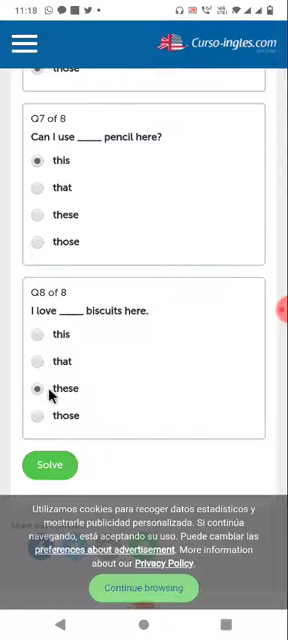 11:18
Curso-ingles.com
those
Q7 of 8
Can I use ____ pencil here?
this
that
these
those
Q8 of 8
I love ____ biscuits here.
this
that
these
those
Solve
Utilizamos cookies para recoger datos estadísticos y
mostrarle publicidad personalizada. Si continúa
navegando, está aceptando su uso. Puede cambiar las
preferences about advertisement. More information
about our Privacy Policy.
Continue browsing